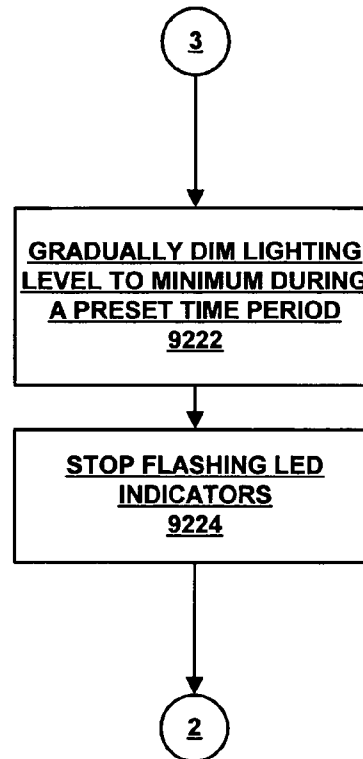 3
GRADUALLY DIM LIGHTING
LEVEL TO MINIMUM DURING
A PRESET TIME PERIOD
9222
STOP FLASHING LED
INDICATORS
9224
2